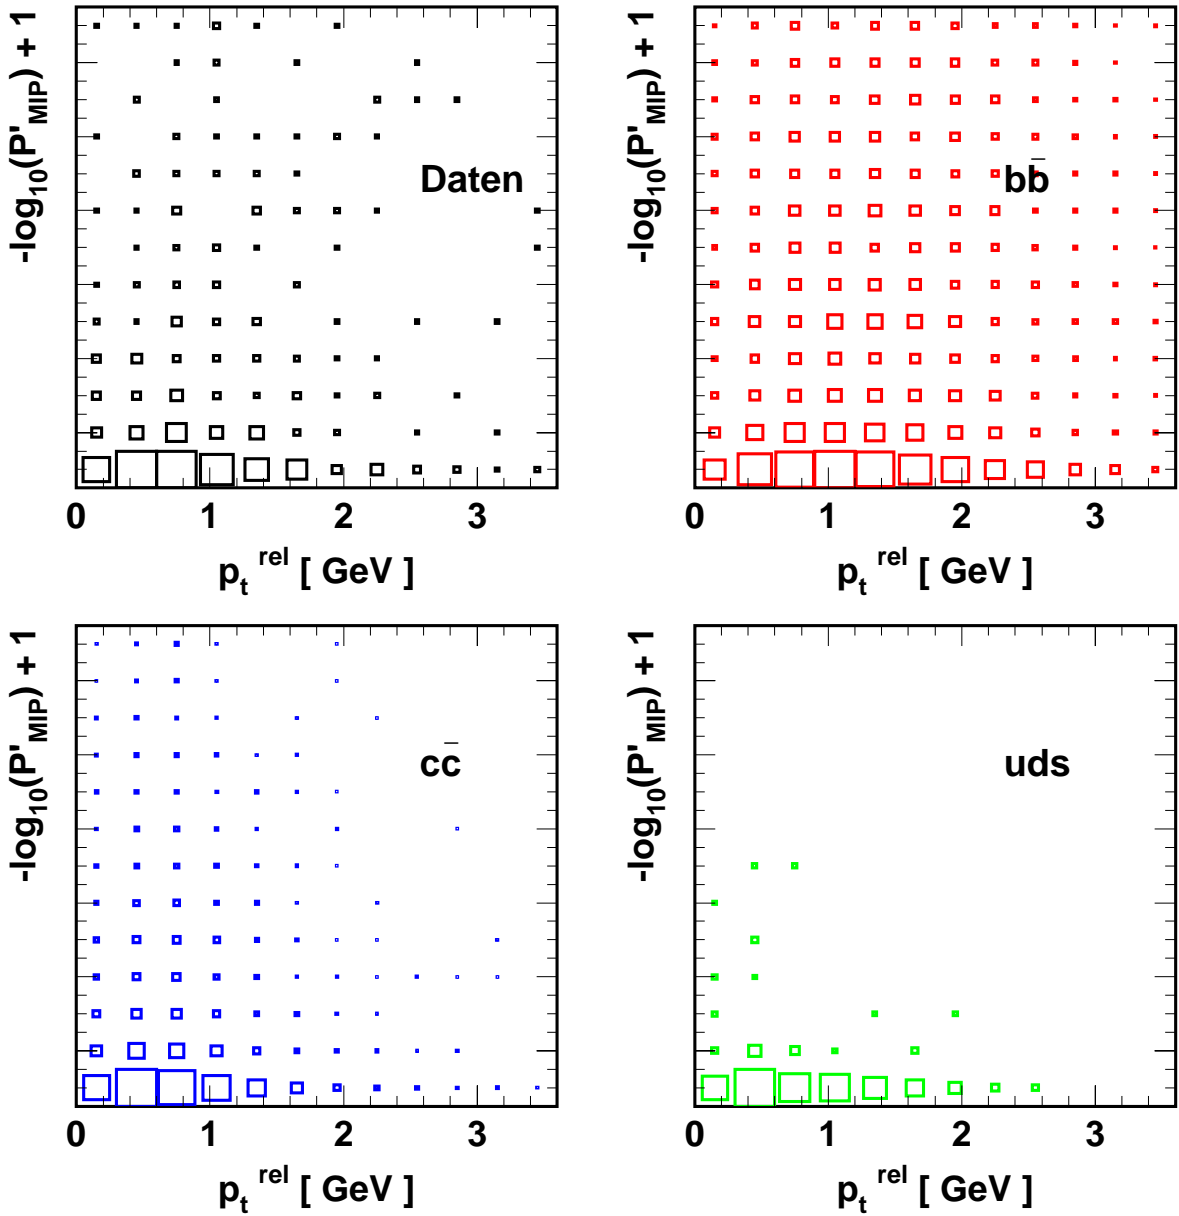 -log10(P'MIP) + 1
Daten
0 1 2 3
pt rel [ GeV ]
-log10(P'MIP) + 1
bb̄
0 1 2 3
pt rel [ GeV ]
-log10(P'MIP) + 1
cc̄
0 1 2 3
pt rel [ GeV ]
-log10(P'MIP) + 1
uds
0 1 2 3
pt rel [ GeV ]